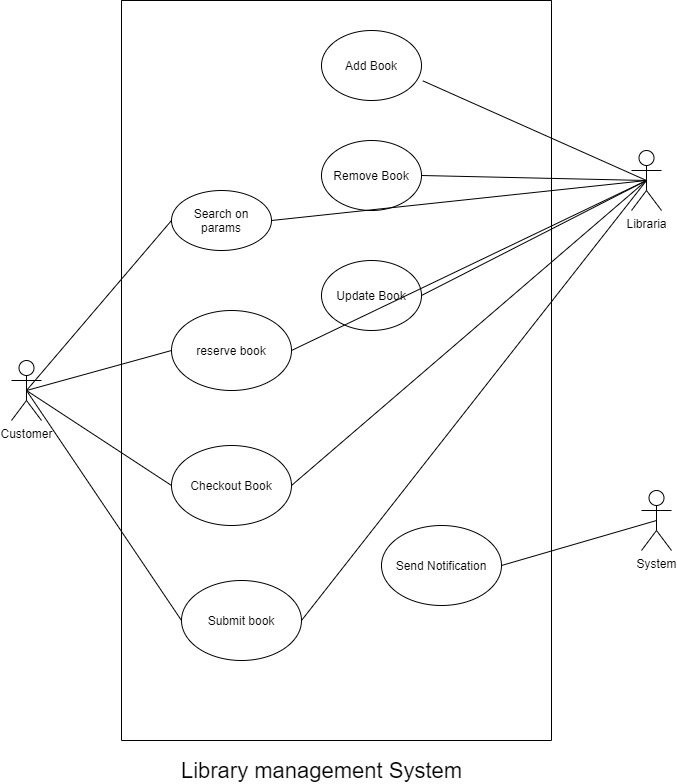 Add Book
Remove Book
Search on
params
Libraria
Update Book
reserve book
Customer
Checkout Book
Send Notification
System
Submit book
Library management System